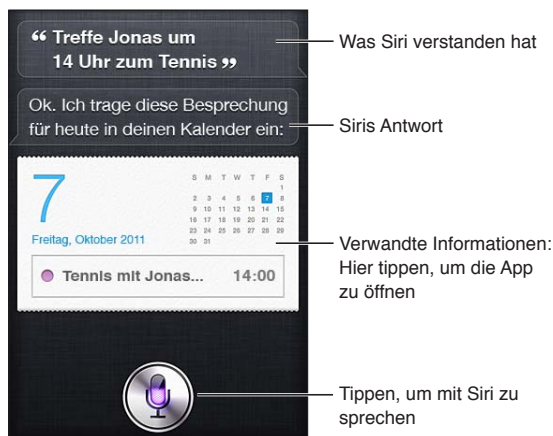 “ Treffe Jonas um
14 Uhr zum Tennis ”
Was Siri verstanden hat
Ok. Ich trage diese Besprechung
für heute in deinen Kalender ein:
Siris Antwort
7
Freitag, Oktober 2011
S M T W T F S
1
2 3 4 5 6 7 8
9 10 11 12 13 14 15
16 17 18 19 20 21 22
23 24 25 26 27 28 29
30 31
Tennis mit Jonas... 14:00
Verwandte Informationen:
Hier tippen, um die App
zu öffnen
Tippen, um mit Siri zu
sprechen